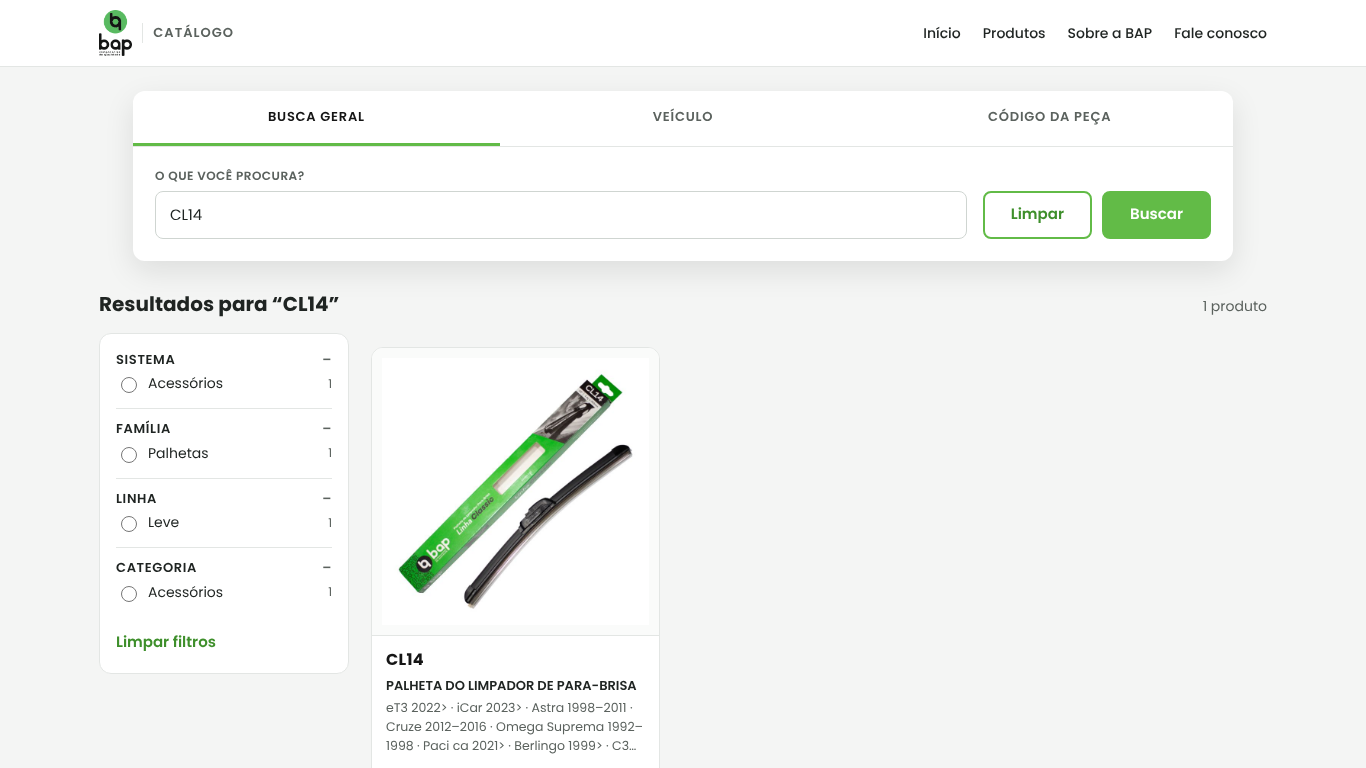 bap
CATÁLOGO
Início
Produtos
Sobre a BAP
Fale conosco
BUSCA GERAL
VEÍCULO
CÓDIGO DA PEÇA
O QUE VOCÊ PROCURA?
CL14
Limpar
Buscar
Resultados para “CL14”
1 produto
SISTEMA –
Acessórios 1
FAMÍLIA –
Palhetas 1
LINHA –
Leve 1
CATEGORIA –
Acessórios 1
Limpar filtros
CL14
Linha Classic
bap
CL14
PALHETA DO LIMPADOR DE PARA-BRISA
eT3 2022> · iCar 2023> · Astra 1998–2011 ·
Cruze 2012–2016 · Omega Suprema 1992–
1998 · Paci ca 2021> · Berlingo 1999> · C3…